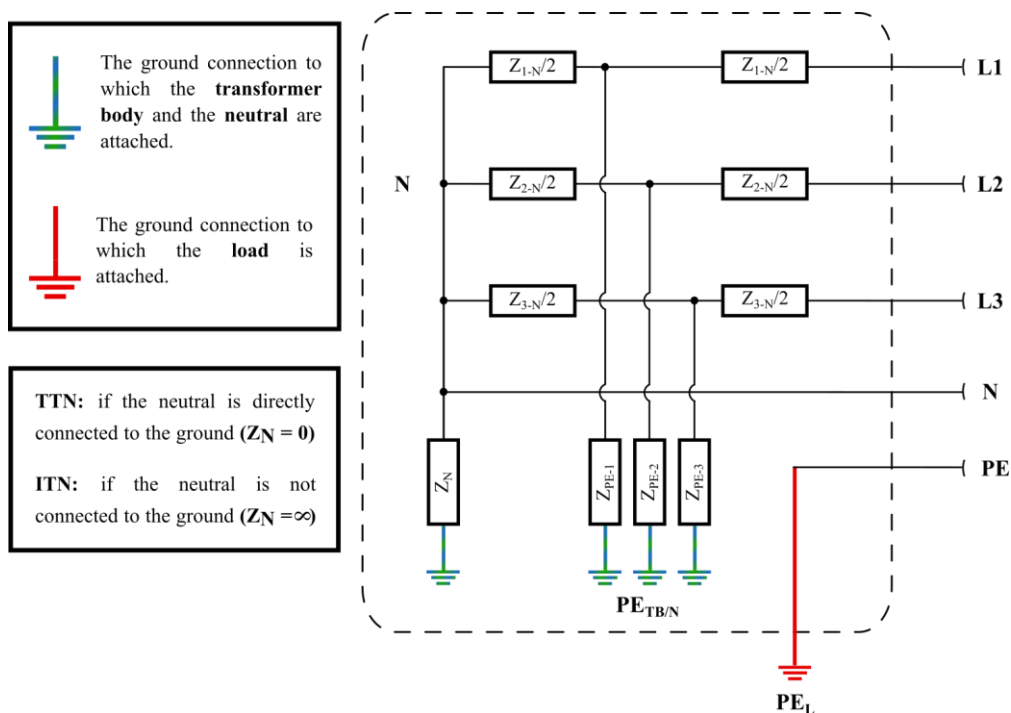 The ground connection to
which the transformer
body and the neutral are
attached.
The ground connection to
which the load is
attached.
TTN: if the neutral is directly
connected to the ground (ZN = 0)
ITN: if the neutral is not
connected to the ground (ZN =∞)
Z1-N/2
Z1-N/2
L1
N
Z2-N/2
Z2-N/2
L2
Z3-N/2
Z3-N/2
L3
N
ZN
ZPE-1
ZPE-2
ZPE-3
PE
PETB/N
PEL